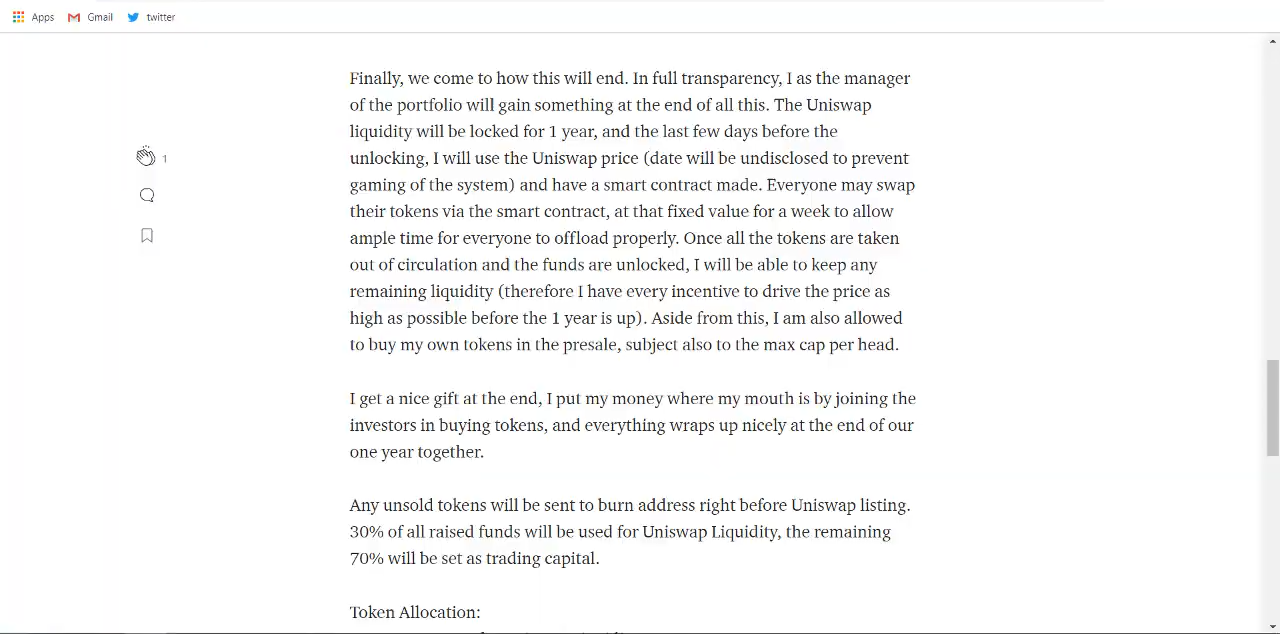 Apps Gmail twitter
Finally, we come to how this will end. In full transparency, I as the manager
of the portfolio will gain something at the end of all this. The Uniswap
liquidity will be locked for 1 year, and the last few days before the
unlocking, I will use the Uniswap price (date will be undisclosed to prevent
gaming of the system) and have a smart contract made. Everyone may swap
their tokens via the smart contract, at that fixed value for a week to allow
ample time for everyone to offload properly. Once all the tokens are taken
out of circulation and the funds are unlocked, I will be able to keep any
remaining liquidity (therefore I have every incentive to drive the price as
high as possible before the 1 year is up). Aside from this, I am also allowed
to buy my own tokens in the presale, subject also to the max cap per head.
1
I get a nice gift at the end, I put my money where my mouth is by joining the
investors in buying tokens, and everything wraps up nicely at the end of our
one year together.
Any unsold tokens will be sent to burn address right before Uniswap listing.
30% of all raised funds will be used for Uniswap Liquidity, the remaining
70% will be set as trading capital.
Token Allocation: